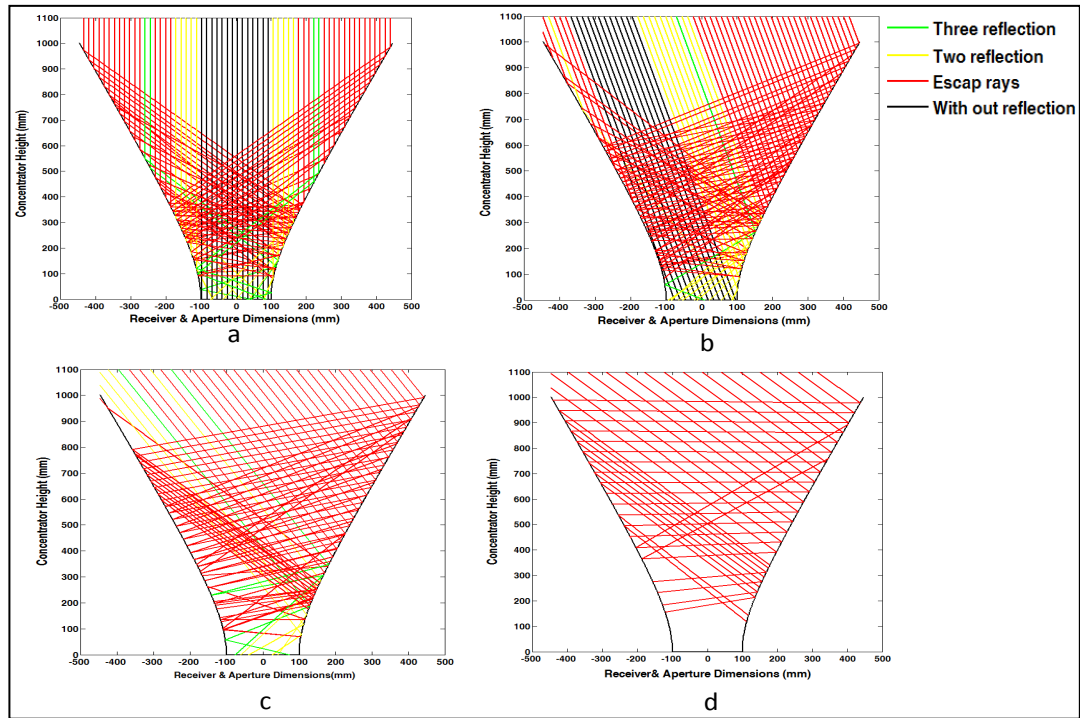 1100
1000
900
800
700
600
500
400
300
200
100
0
Concentrator Height (mm)
-500 -400 -300 -200 -100 0 100 200 300 400 500
Receiver & Aperture Dimensions (mm)
a
1100
1000
900
800
700
600
500
400
300
200
100
0
Concentrator Height (mm)
-500 -400 -300 -200 -100 0 100 200 300 400 500
Receiver & Aperture Dimensions (mm)
b
Three reflection
Two reflection
Escap rays
With out reflection
1100
1000
900
800
700
600
500
400
300
200
100
0
Concentrator Height (mm)
-500 -400 -300 -200 -100 0 100 200 300 400 500
Receiver & Aperture Dimensions(mm)
c
1100
1000
900
800
700
600
500
400
300
200
100
0
Concentrator Height (mm)
-500 -400 -300 -200 -100 0 100 200 300 400 500
Receiver& Aperture Dimensions (mm)
d